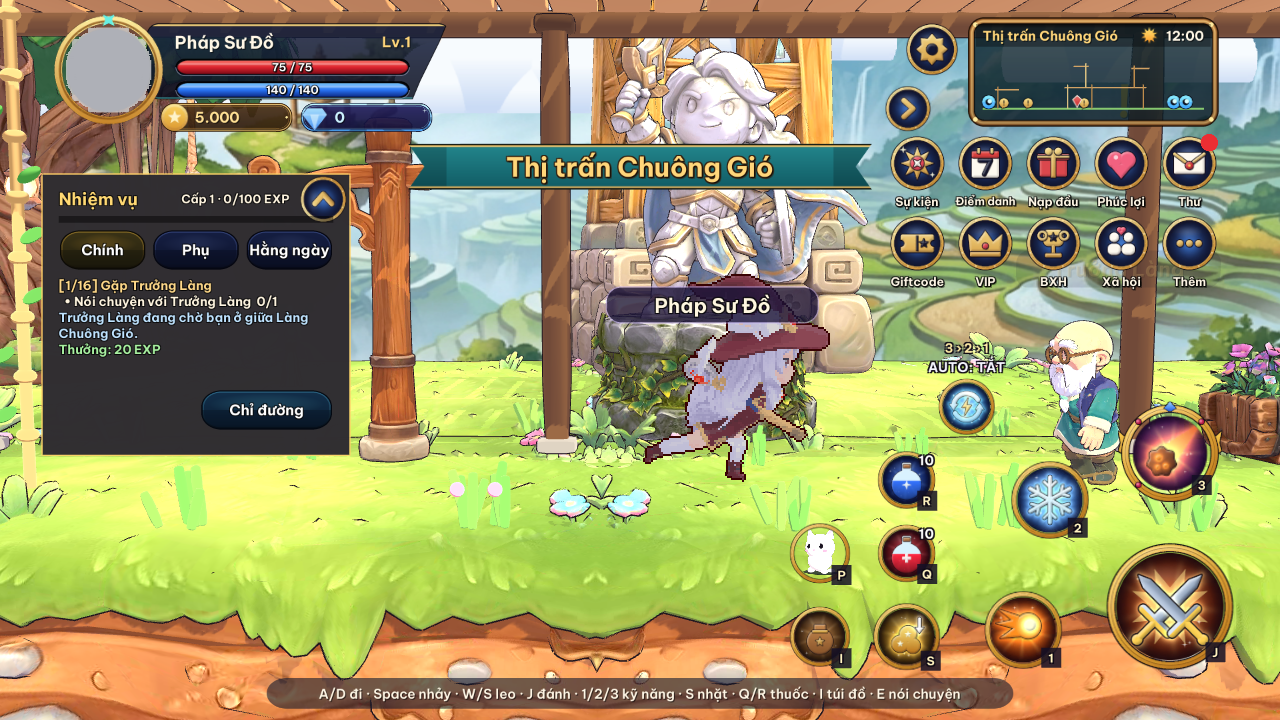 Pháp Sư Đồ
Lv.1
75 / 75
140 / 140
5.000
0
Thị trấn Chuông Gió
12:00
Thị trấn Chuông Gió
Nhiệm vụ
Cấp 1 · 0/100 EXP
Chính
Phụ
Hằng ngày
[1/16] Gặp Trưởng Làng
• Nói chuyện với Trưởng Làng 0/1
Trưởng Làng đang chờ bạn ở giữa Làng
Chuông Gió.
Thưởng: 20 EXP
Chỉ đường
7
Sự kiện
Điểm danh
Nạp đầu
Phúc lợi
Thư
Giftcode
VIP
BXH
Xã hội
Thêm
Pháp Sư Đồ
3>2>1
AUTO: TẮT
10
R
10
Q
P
I
S
1
2
3
J
A/D đi · Space nhảy · W/S leo · J đánh · 1/2/3 kỹ năng · S nhặt · Q/R thuốc · I túi đồ · E nói chuyện